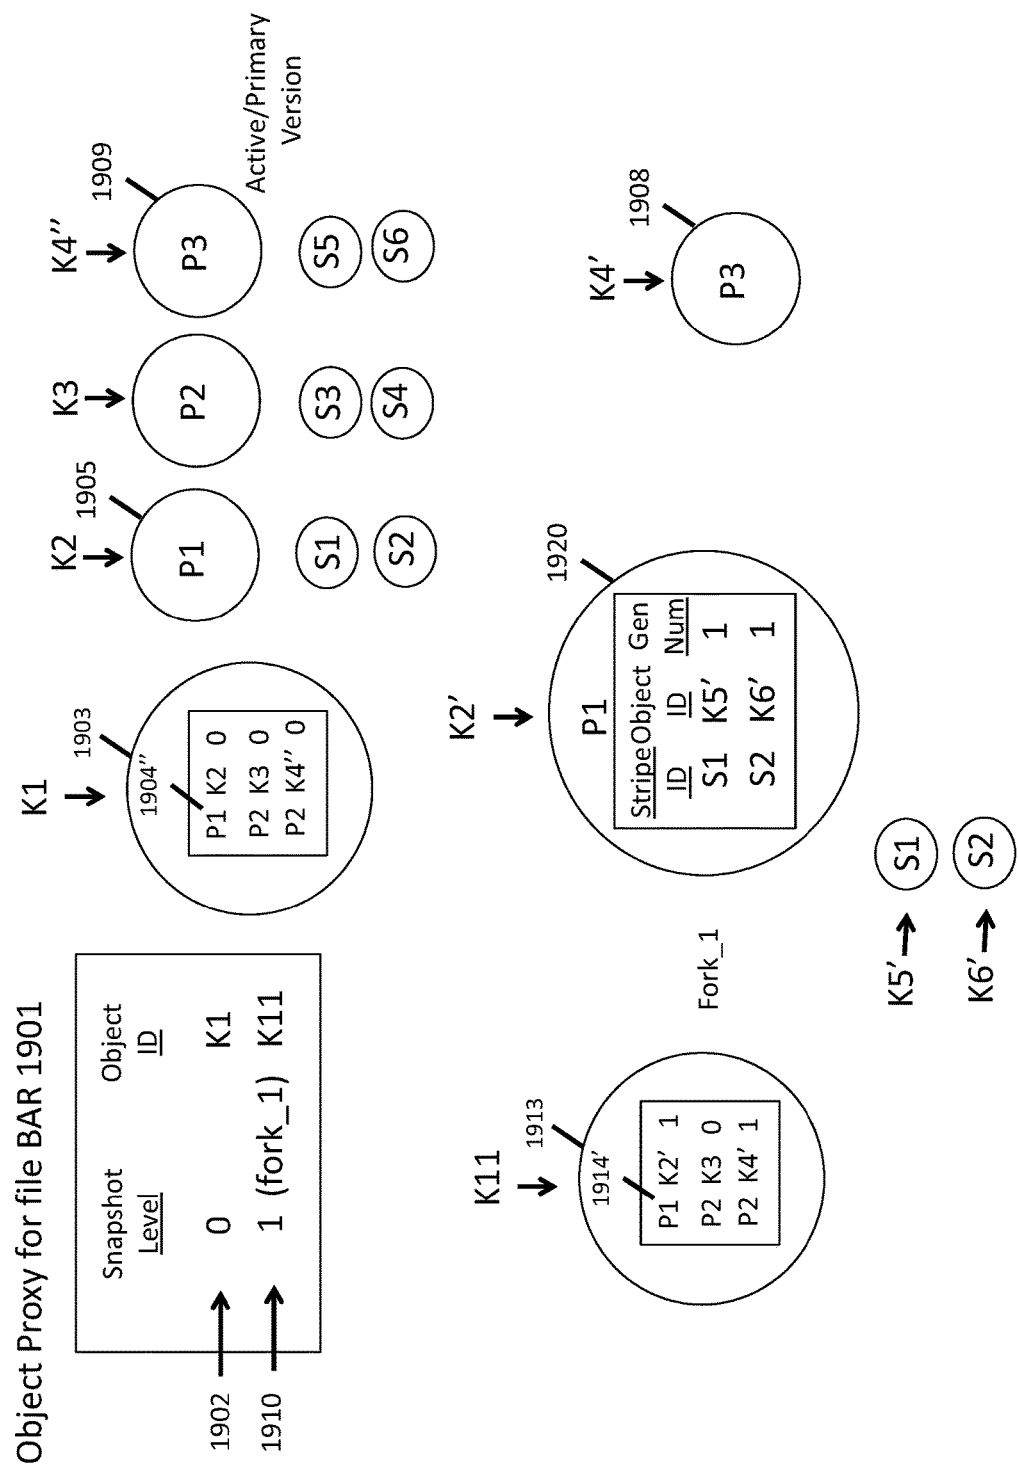 Object Proxy for file BAR 1901
Snapshot Object
Level ID
1902 0 K1
1910 1 (fork_1) K11
K1
1903
1904''
P1 K2 0
P2 K3 0
P2 K4'' 0
K2
1905
P1
S1
S2
K3
P2
S3
S4
K4''
1909
P3
S5
S6
Active/Primary
Version
K11
1913
1914'
P1 K2' 1
P2 K3 0
P2 K4' 1
Fork_1
K2'
1920
P1
Stripe Object Gen
ID ID Num
S1 K5' 1
S2 K6' 1
K5' S1
K6' S2
K4'
1908
P3